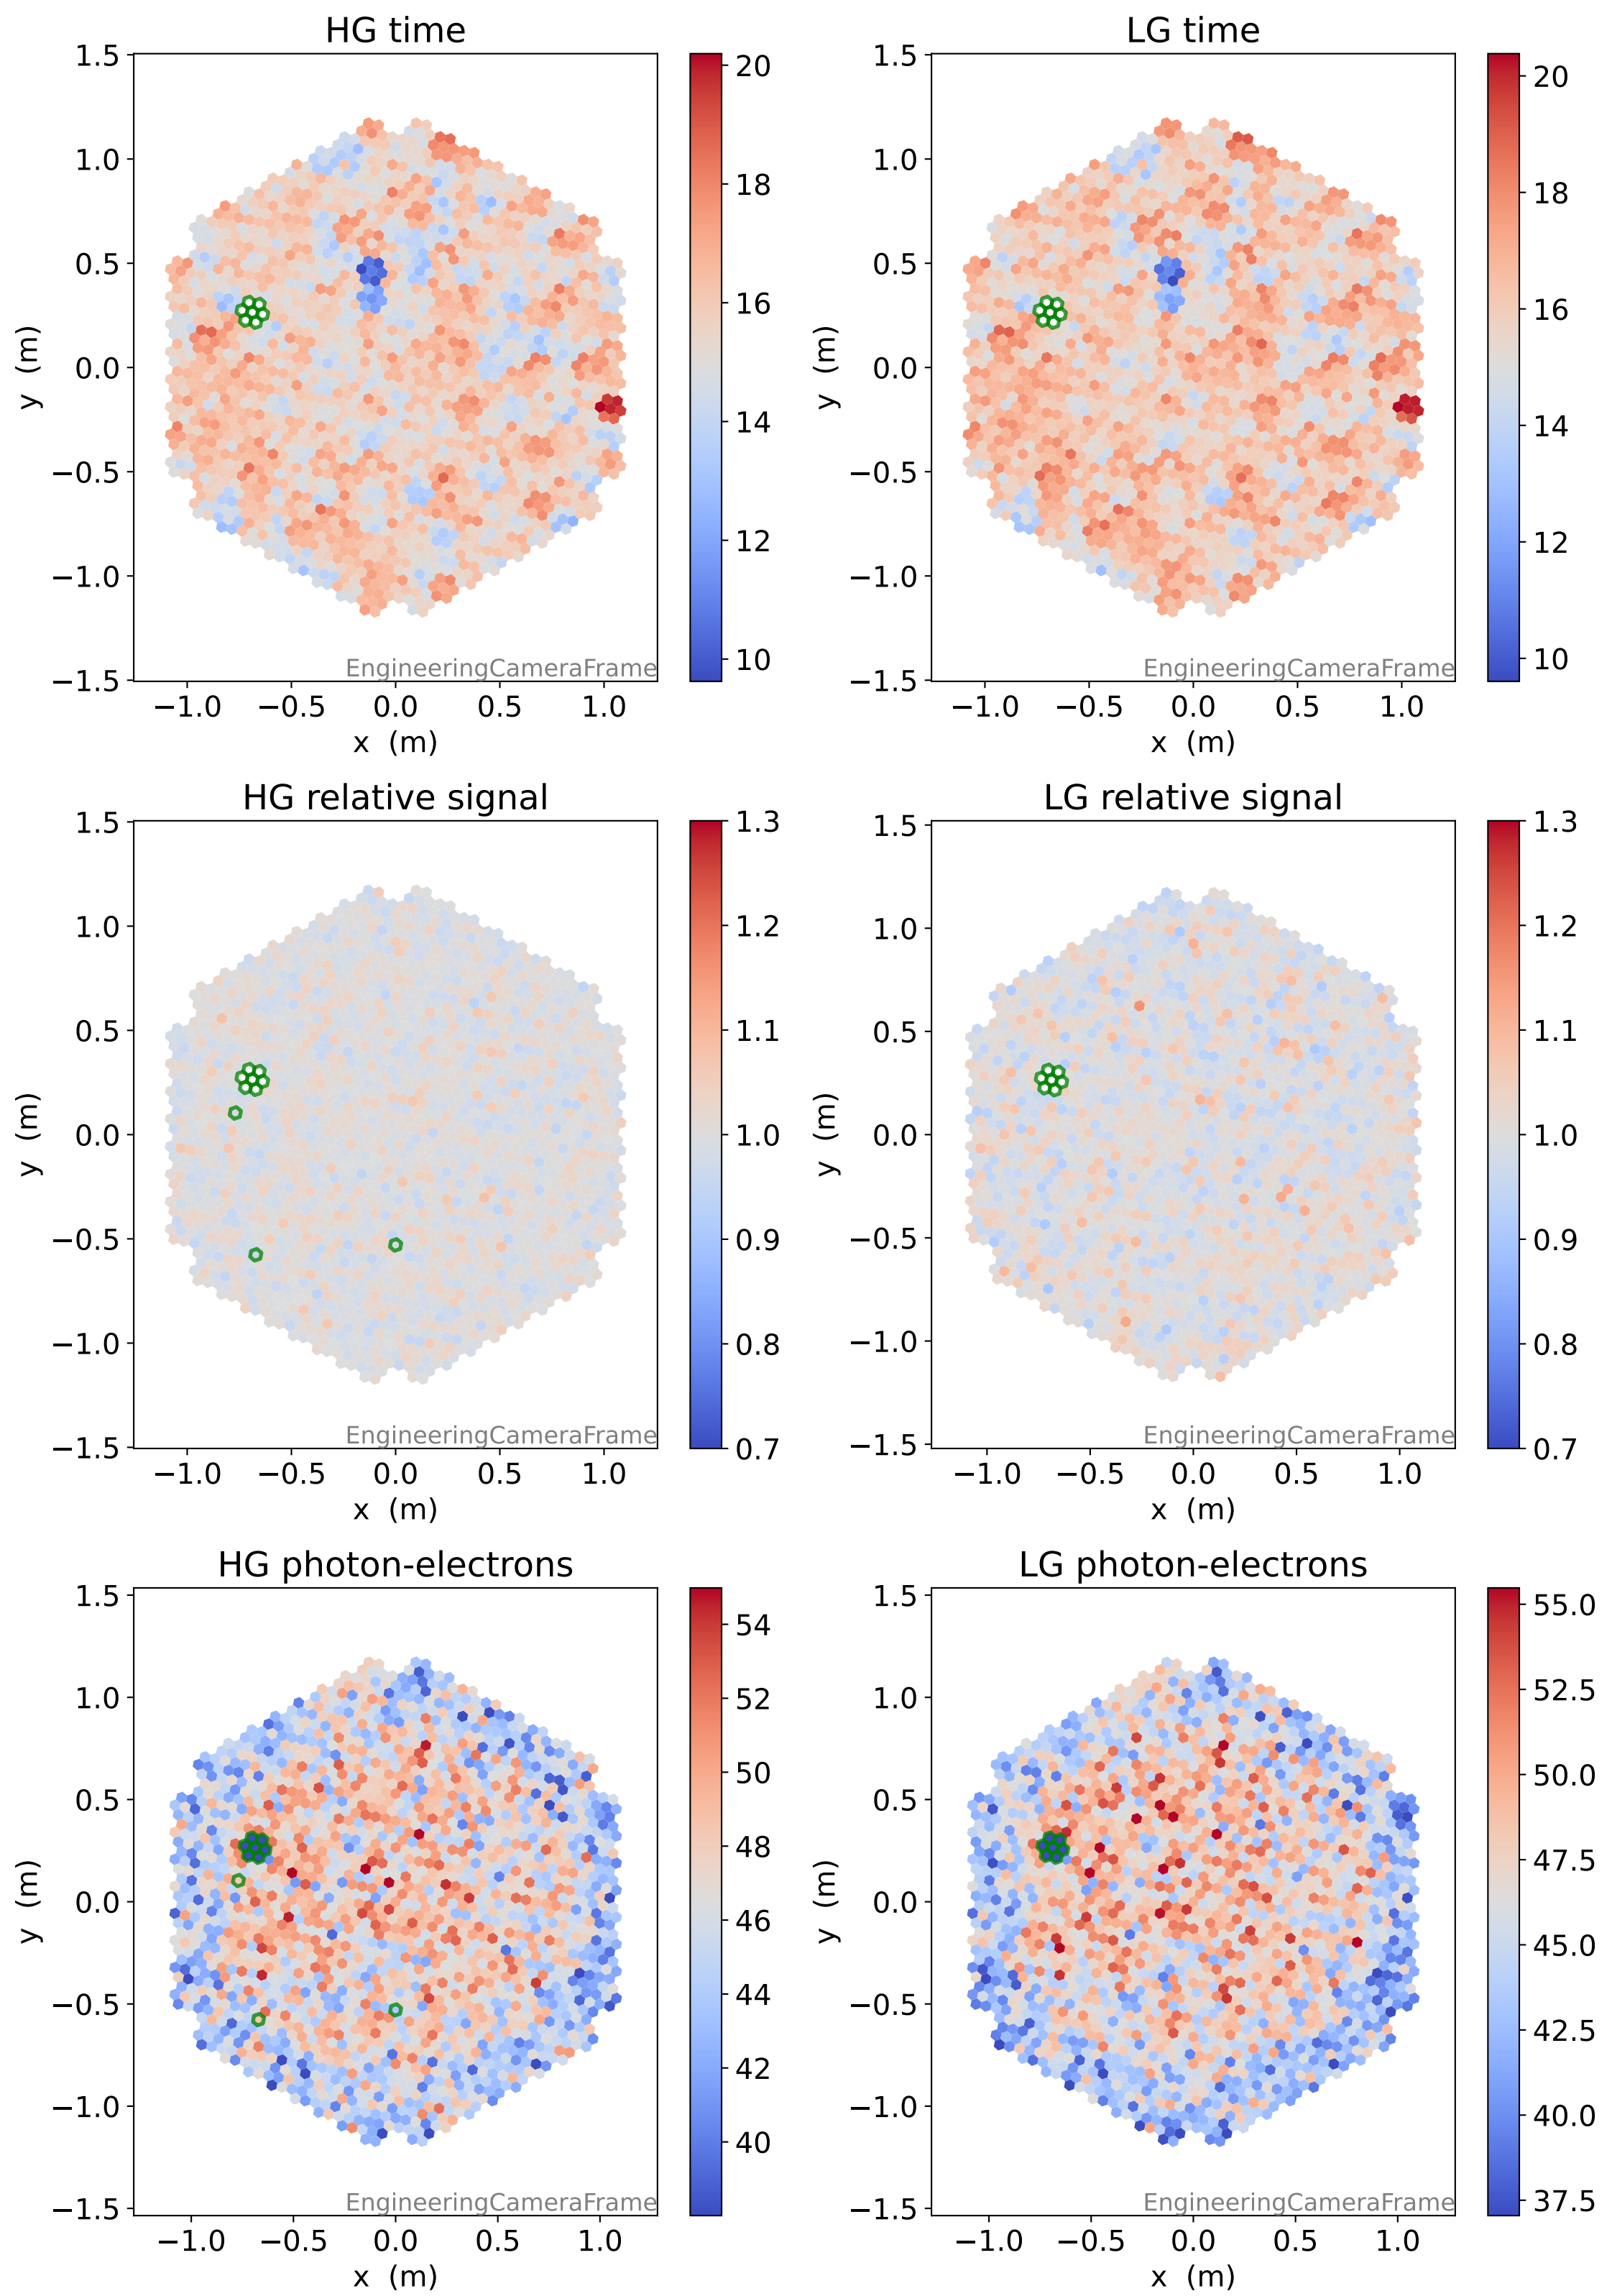 HG time
LG time
1.5
1.0
0.5
0.0
−0.5
−1.0
−1.5
y (m)
−1.0 −0.5 0.0 0.5 1.0
x (m)
EngineeringCameraFrame
20
18
16
14
12
10
1.5
1.0
0.5
0.0
−0.5
−1.0
−1.5
y (m)
−1.0 −0.5 0.0 0.5 1.0
x (m)
EngineeringCameraFrame
20
18
16
14
12
10
HG relative signal
LG relative signal
1.5
1.0
0.5
0.0
−0.5
−1.0
−1.5
y (m)
−1.0 −0.5 0.0 0.5 1.0
x (m)
EngineeringCameraFrame
1.3
1.2
1.1
1.0
0.9
0.8
0.7
1.5
1.0
0.5
0.0
−0.5
−1.0
−1.5
y (m)
−1.0 −0.5 0.0 0.5 1.0
x (m)
EngineeringCameraFrame
1.3
1.2
1.1
1.0
0.9
0.8
0.7
HG photon-electrons
LG photon-electrons
1.5
1.0
0.5
0.0
−0.5
−1.0
−1.5
y (m)
−1.0 −0.5 0.0 0.5 1.0
x (m)
EngineeringCameraFrame
54
52
50
48
46
44
42
40
1.5
1.0
0.5
0.0
−0.5
−1.0
−1.5
y (m)
−1.0 −0.5 0.0 0.5 1.0
x (m)
EngineeringCameraFrame
55.0
52.5
50.0
47.5
45.0
42.5
40.0
37.5